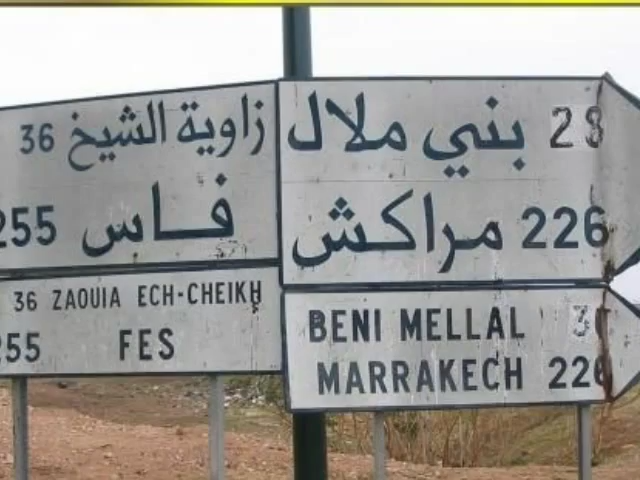 36 زاوية الشيخ
255 فاس
36 ZAOUIA ECH-CHEIKH
255 FES
بني ملال 28
مراكش 226
BENI MELLAL
MARRAKECH 226